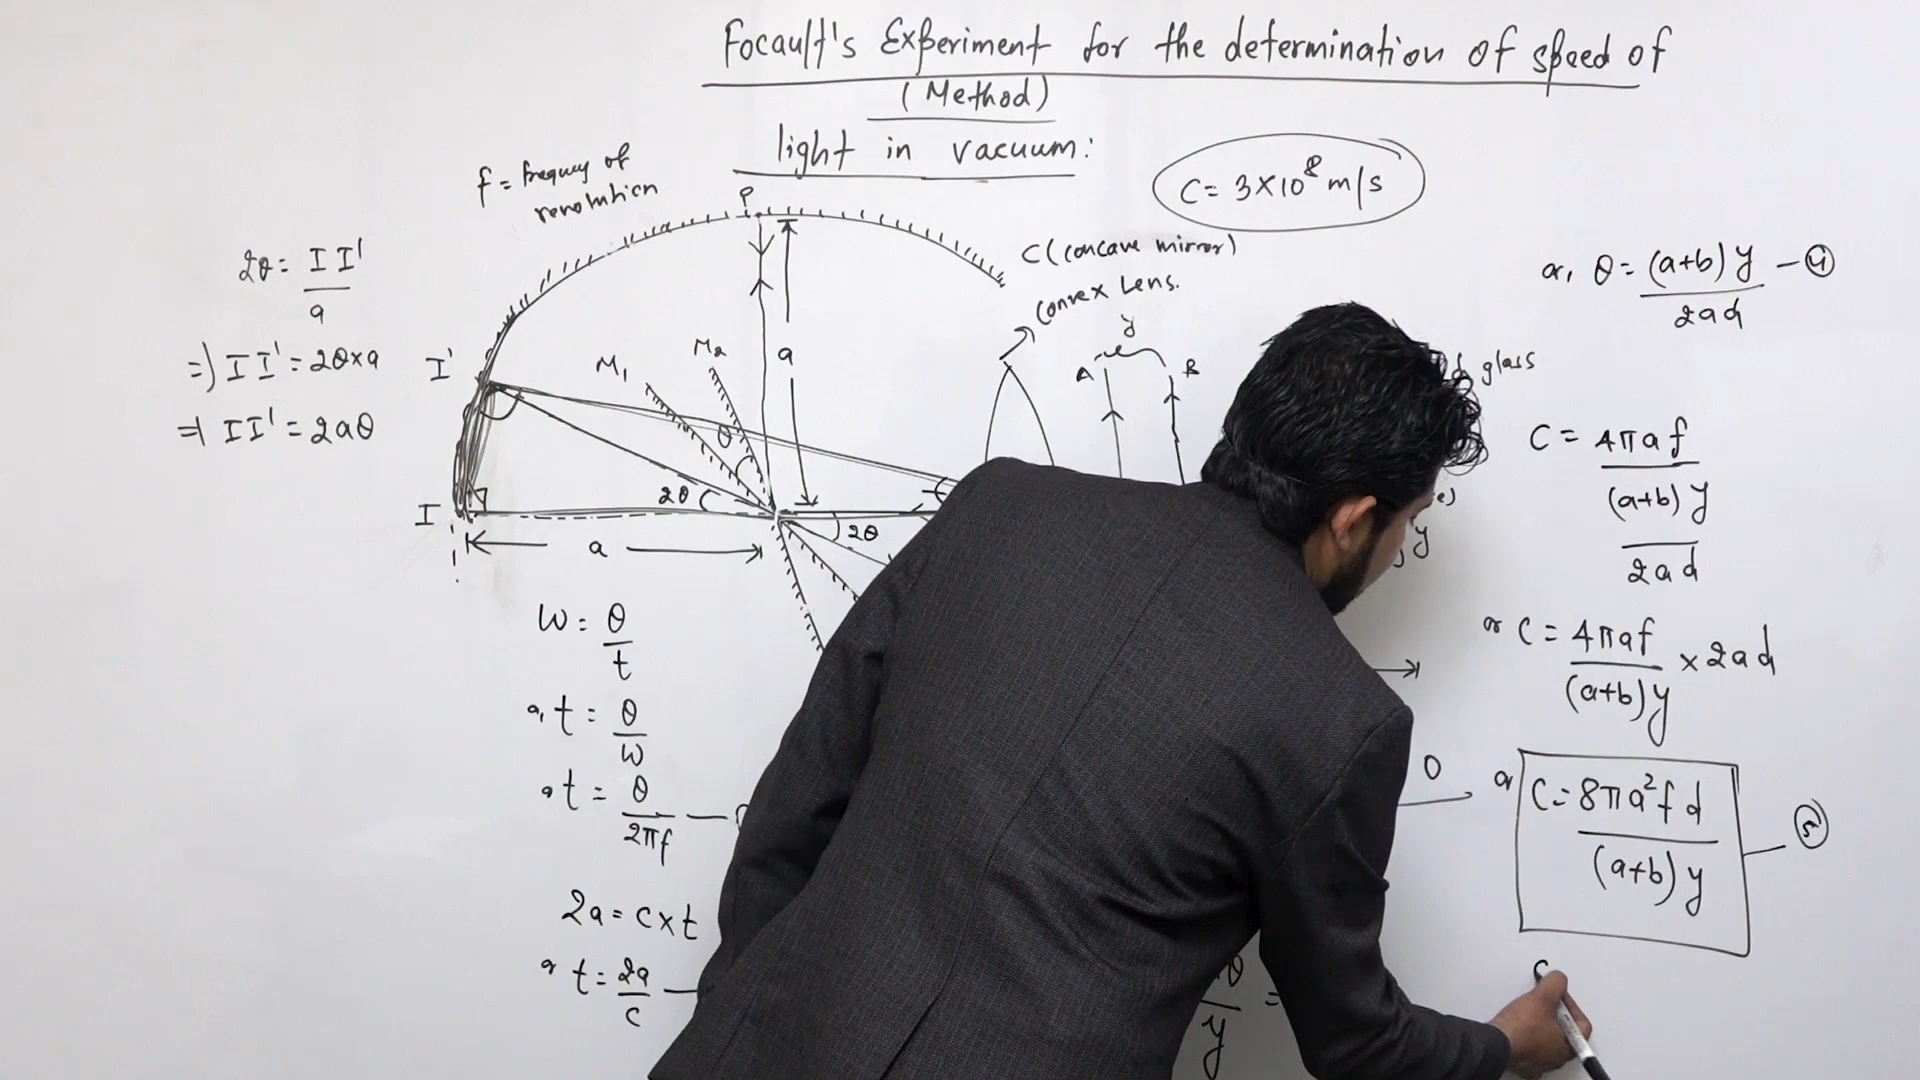 Focault's Experiment for the determination of speed of
(Method)
light in vacuum:
f = frequency of
revolution
C = 3×10⁸ m/s
P
C (concave mirror)
Convex Lens.
2θ = II'
a
⇒ II' = 2θ×a
⇒ II' = 2aθ
I'
M₁
M₂
a
θ
2θ
I
a
2θ
y
A
B
glass
y
or, θ = (a+b)y — ④
2ad
C = 4πaf
(a+b)y
2ad
or C = 4πaf × 2ad
(a+b)y
or C = 8πa²fd — ⑤
(a+b)y
C
W = θ
t
or, t = θ
W
or t = θ —
2πf
2a = c×t
or t = 2a —
c
θ =
y